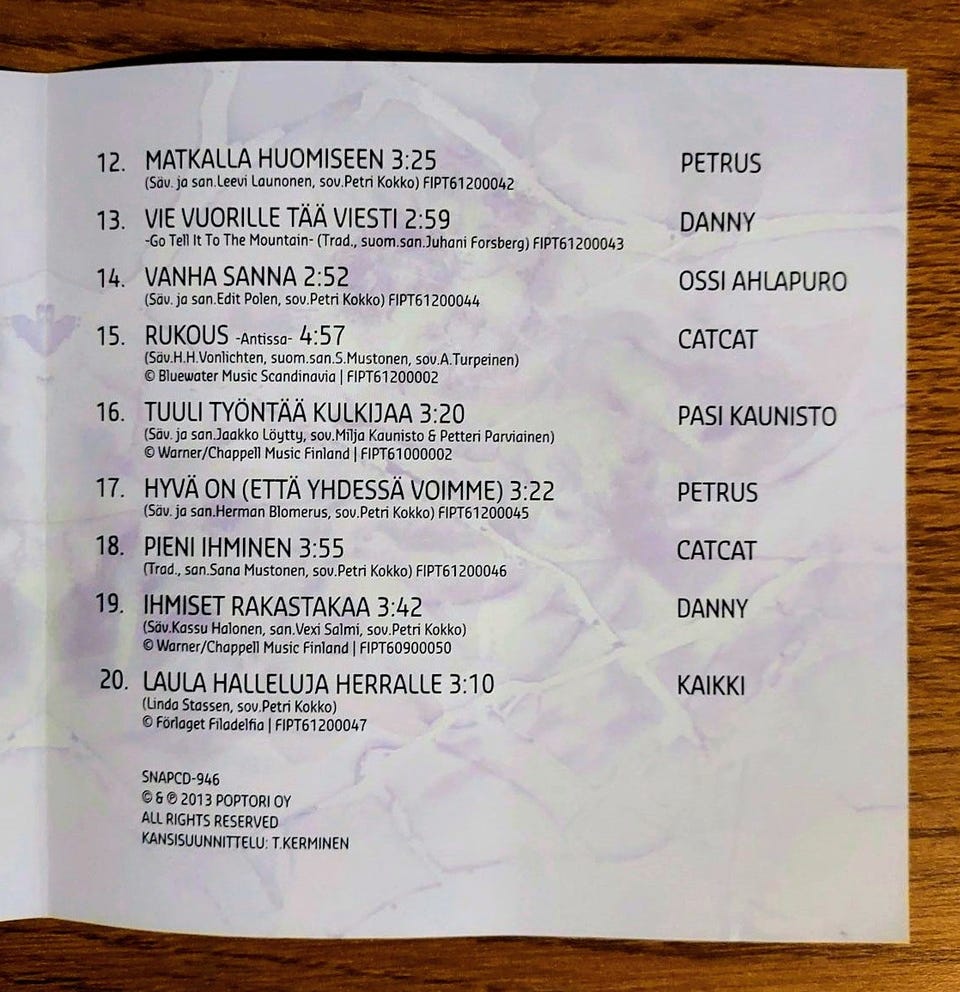 12. MATKALLA HUOMISEEN 3:25 PETRUS
(Säv. ja san.Leevi Launonen, sov.Petri Kokko) FIPT61200042
13. VIE VUORILLE TÄÄ VIESTI 2:59 DANNY
-Go Tell It To The Mountain- (Trad., suom.san.Juhani Forsberg) FIPT61200043
14. VANHA SANNA 2:52 OSSI AHLAPURO
(Säv. ja san.Edit Polen, sov.Petri Kokko) FIPT61200044
15. RUKOUS -Antissa- 4:57 CATCAT
(Säv.H.H.Vonlichten, suom.san.S.Mustonen, sov.A.Turpeinen)
© Bluewater Music Scandinavia | FIPT61200002
16. TUULI TYÖNTÄÄ KULKIJAA 3:20 PASI KAUNISTO
(Säv. ja san.Jaakko Löytty, sov.Milja Kaunisto & Petteri Parviainen)
© Warner/Chappell Music Finland | FIPT61000002
17. HYVÄ ON (ETTÄ YHDESSÄ VOIMME) 3:22 PETRUS
(Säv. ja san.Herman Blomerus, sov.Petri Kokko) FIPT61200045
18. PIENI IHMINEN 3:55 CATCAT
(Trad., san.Sana Mustonen, sov.Petri Kokko) FIPT61200046
19. IHMISET RAKASTAKAA 3:42 DANNY
(Säv.Kassu Halonen, san.Vexi Salmi, sov.Petri Kokko)
© Warner/Chappell Music Finland | FIPT60900050
20. LAULA HALLELUJA HERRALLE 3:10 KAIKKI
(Linda Stassen, sov.Petri Kokko)
© Förlaget Filadelfia | FIPT61200047
SNAPCD-946
© & ℗ 2013 POPTORI OY
ALL RIGHTS RESERVED
KANSISUUNNITTELU: T.KERMINEN